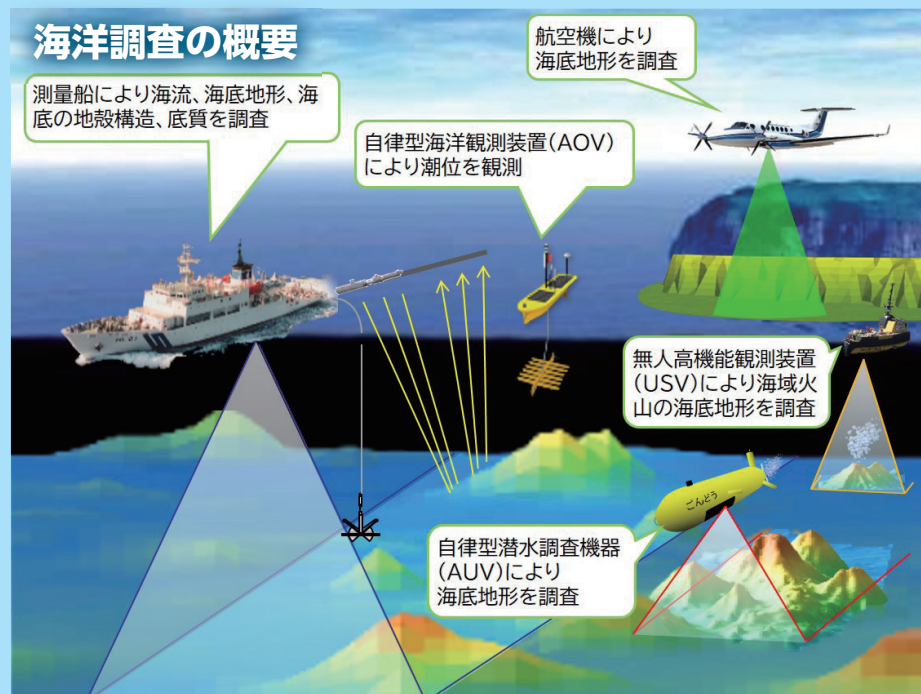 海洋調査の概要
航空機により
海底地形を調査
測量船により海流、海底地形、海
底の地殻構造、底質を調査
自律型海洋観測装置(AOV)
により潮位を観測
無人高機能観測装置
(USV)により海域火
山の海底地形を調査
ごんどう
自律型潜水調査機器
(AUV)により
海底地形を調査